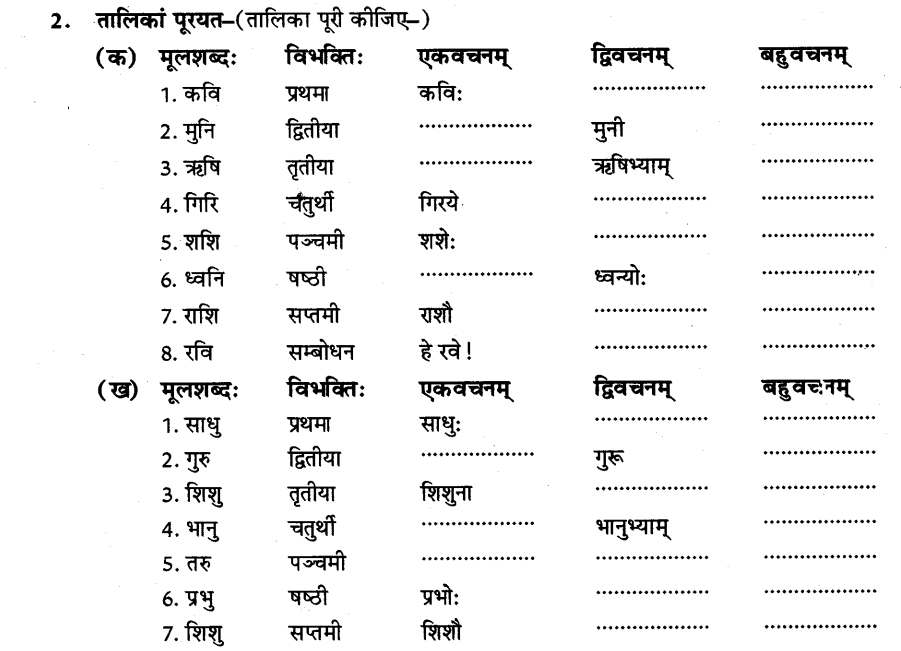 2. तालिकां पूरयत–(तालिका पूरी कीजिए–)
(क) मूलशब्दः विभक्तिः एकवचनम् द्विवचनम् बहुवचनम्
1. कवि प्रथमा कविः .................... ....................
2. मुनि द्वितीया .................... मुनी ....................
3. ऋषि तृतीया .................... ऋषिभ्याम् ....................
4. गिरि चतुर्थी गिरये .................... ....................
5. शशि पञ्चमी शशेः .................... ....................
6. ध्वनि षष्ठी .................... ध्वन्योः ....................
7. राशि सप्तमी राशौ .................... ....................
8. रवि सम्बोधन हे रवे ! .................... ....................
(ख) मूलशब्दः विभक्तिः एकवचनम् द्विवचनम् बहुवचनम्
1. साधु प्रथमा साधुः .................... ....................
2. गुरु द्वितीया .................... गुरू ....................
3. शिशु तृतीया शिशुना .................... ....................
4. भानु चतुर्थी .................... भानुभ्याम् ....................
5. तरु पञ्चमी .................... .................... ....................
6. प्रभु षष्ठी प्रभोः .................... ....................
7. शिशु सप्तमी शिशौ .................... ....................